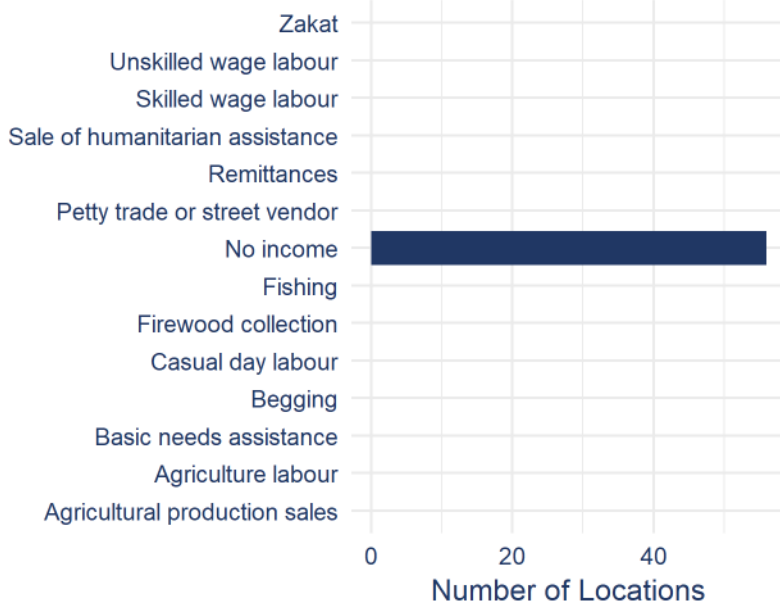 Zakat
Unskilled wage labour
Skilled wage labour
Sale of humanitarian assistance
Remittances
Petty trade or street vendor
No income
Fishing
Firewood collection
Casual day labour
Begging
Basic needs assistance
Agriculture labour
Agricultural production sales
0 20 40
Number of Locations